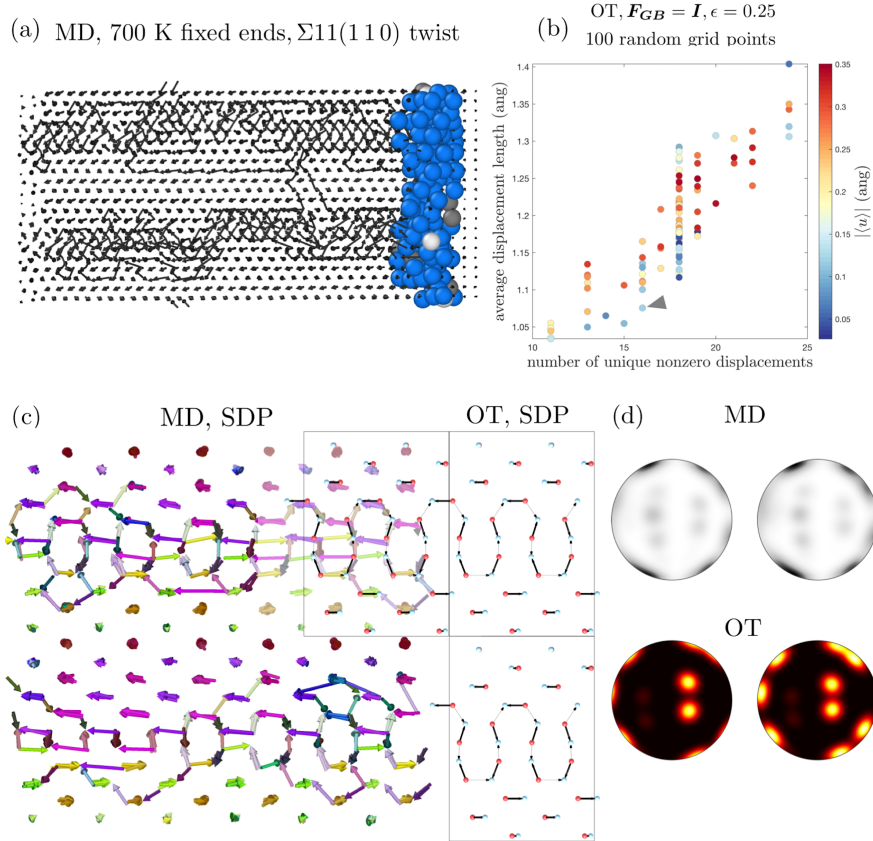 (a) MD, 700 K fixed ends, Σ11(1 1 0) twist
(b) OT, F_GB = I, ϵ = 0.25
100 random grid points
average displacement length (ang)
1.4
1.35
1.3
1.25
1.2
1.15
1.1
1.05
10 15 20 25
number of unique nonzero displacements
0.35
0.3
0.25
0.2
0.15
0.1
0.05
|⟨u⟩| (ang)
(c) MD, SDP OT, SDP
(d) MD
OT